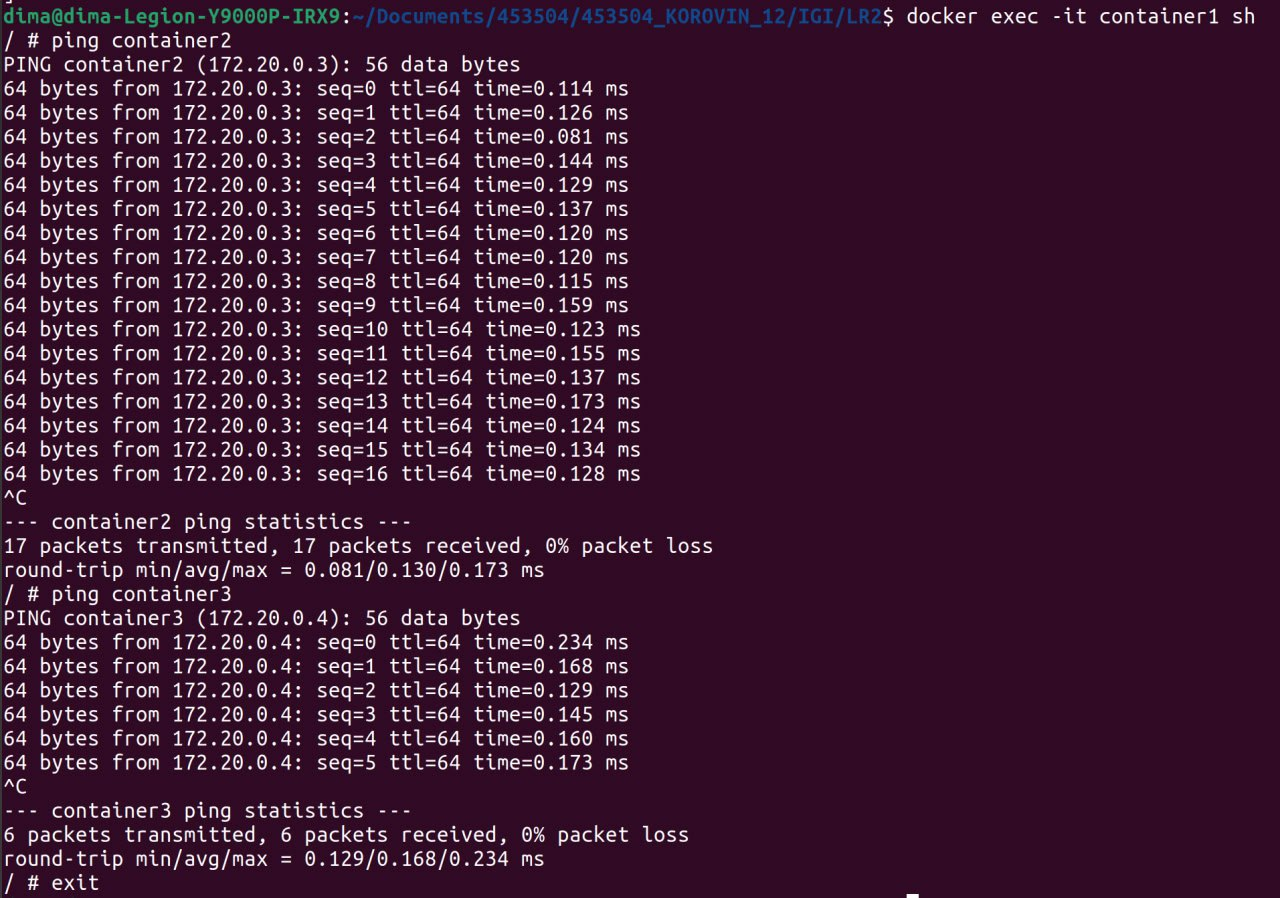 dima@dima-Legion-Y9000P-IRX9:~/Documents/453504/453504_KOROVIN_12/IGI/LR2$ docker exec -it container1 sh
/ # ping container2
PING container2 (172.20.0.3): 56 data bytes
64 bytes from 172.20.0.3: seq=0 ttl=64 time=0.114 ms
64 bytes from 172.20.0.3: seq=1 ttl=64 time=0.126 ms
64 bytes from 172.20.0.3: seq=2 ttl=64 time=0.081 ms
64 bytes from 172.20.0.3: seq=3 ttl=64 time=0.144 ms
64 bytes from 172.20.0.3: seq=4 ttl=64 time=0.129 ms
64 bytes from 172.20.0.3: seq=5 ttl=64 time=0.137 ms
64 bytes from 172.20.0.3: seq=6 ttl=64 time=0.120 ms
64 bytes from 172.20.0.3: seq=7 ttl=64 time=0.120 ms
64 bytes from 172.20.0.3: seq=8 ttl=64 time=0.115 ms
64 bytes from 172.20.0.3: seq=9 ttl=64 time=0.159 ms
64 bytes from 172.20.0.3: seq=10 ttl=64 time=0.123 ms
64 bytes from 172.20.0.3: seq=11 ttl=64 time=0.155 ms
64 bytes from 172.20.0.3: seq=12 ttl=64 time=0.137 ms
64 bytes from 172.20.0.3: seq=13 ttl=64 time=0.173 ms
64 bytes from 172.20.0.3: seq=14 ttl=64 time=0.124 ms
64 bytes from 172.20.0.3: seq=15 ttl=64 time=0.134 ms
64 bytes from 172.20.0.3: seq=16 ttl=64 time=0.128 ms
^C
--- container2 ping statistics ---
17 packets transmitted, 17 packets received, 0% packet loss
round-trip min/avg/max = 0.081/0.130/0.173 ms
/ # ping container3
PING container3 (172.20.0.4): 56 data bytes
64 bytes from 172.20.0.4: seq=0 ttl=64 time=0.234 ms
64 bytes from 172.20.0.4: seq=1 ttl=64 time=0.168 ms
64 bytes from 172.20.0.4: seq=2 ttl=64 time=0.129 ms
64 bytes from 172.20.0.4: seq=3 ttl=64 time=0.145 ms
64 bytes from 172.20.0.4: seq=4 ttl=64 time=0.160 ms
64 bytes from 172.20.0.4: seq=5 ttl=64 time=0.173 ms
^C
--- container3 ping statistics ---
6 packets transmitted, 6 packets received, 0% packet loss
round-trip min/avg/max = 0.129/0.168/0.234 ms
/ # exit